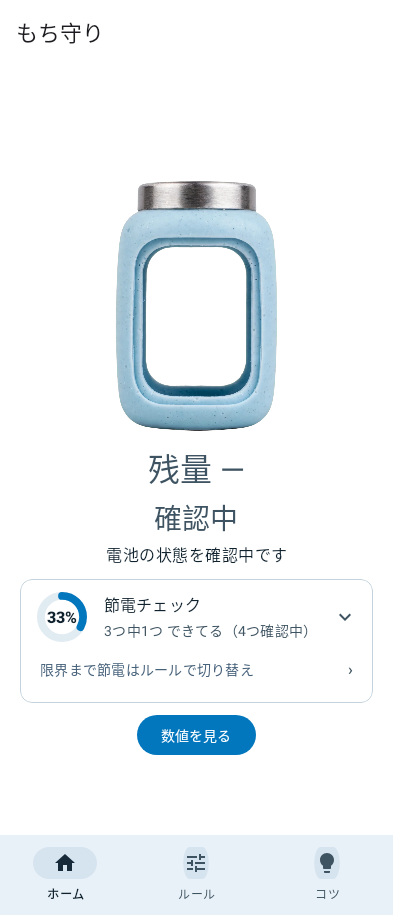 もち守り
残量 ー
確認中
電池の状態を確認中です
33%
節電チェック
3つ中1つ できてる（4つ確認中）
限界まで節電はルールで切り替え ›
数値を見る
ホーム
ルール
コツ